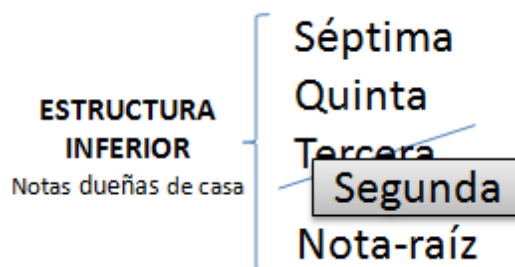 ESTRUCTURA
INFERIOR
Notas dueñas de casa
Séptima
Quinta
Tercera
Segunda
Nota-raíz